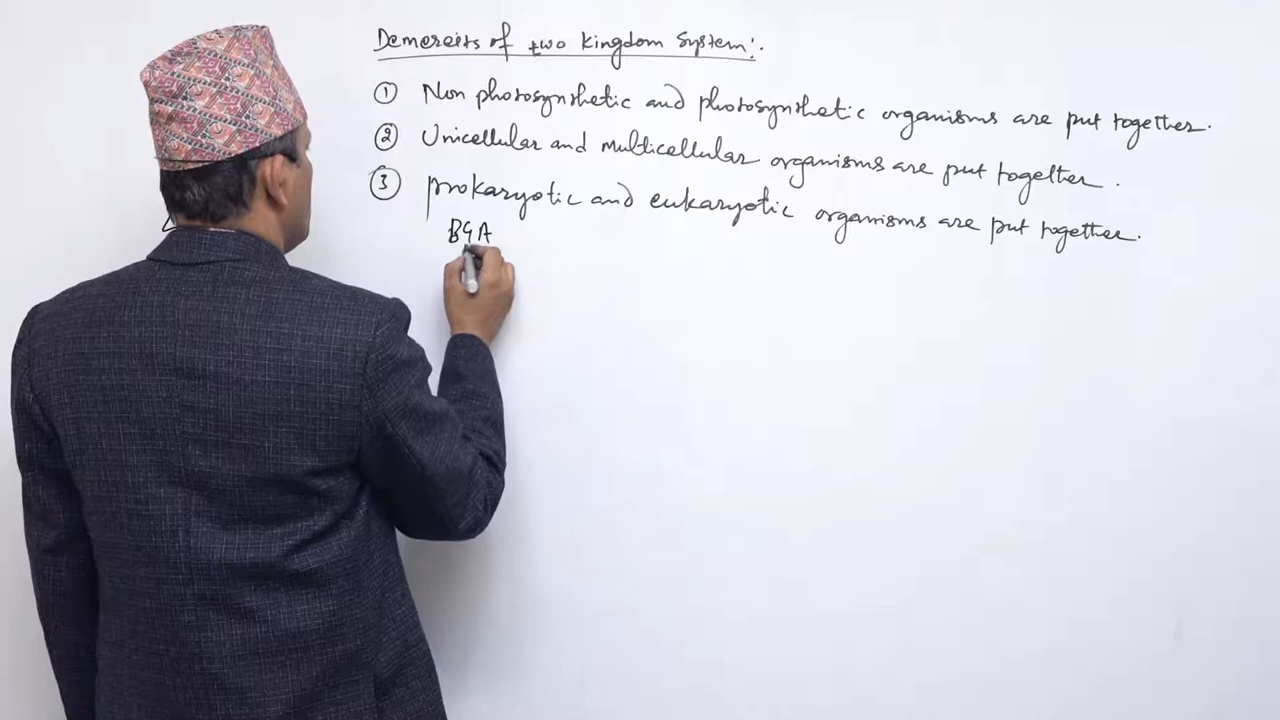 Demereits of two kingdom system:.
① Non photosynthetic and photosynthetic organisms are put together.
② Unicellular and multicellular organisms are put together.
③ prokaryotic and eukaryotic organisms are put together.
BGA